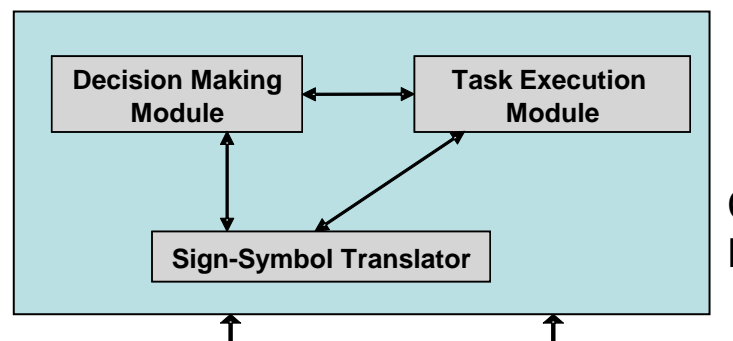 Decision Making
Module
Task Execution
Module
Sign-Symbol Translator